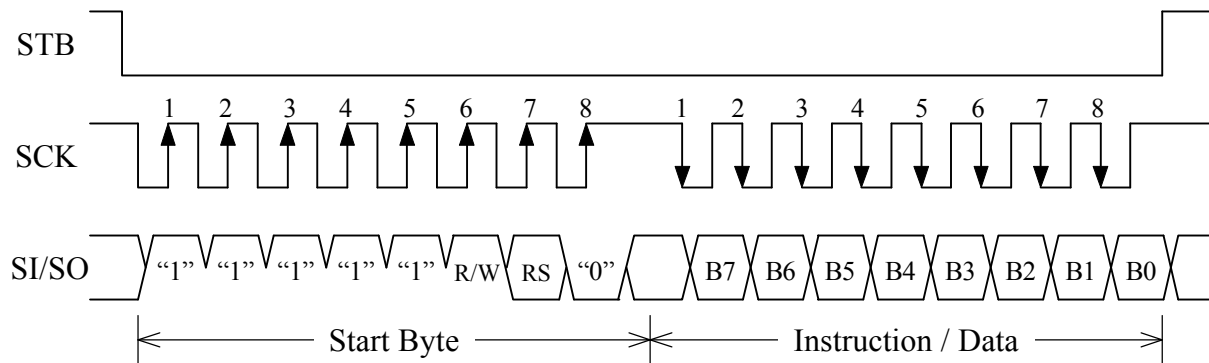 STB
1 2 3 4 5 6 7 8 1 2 3 4 5 6 7 8
SCK
SI/SO “1” “1” “1” “1” “1” R/W RS “0” B7 B6 B5 B4 B3 B2 B1 B0
Start Byte Instruction / Data